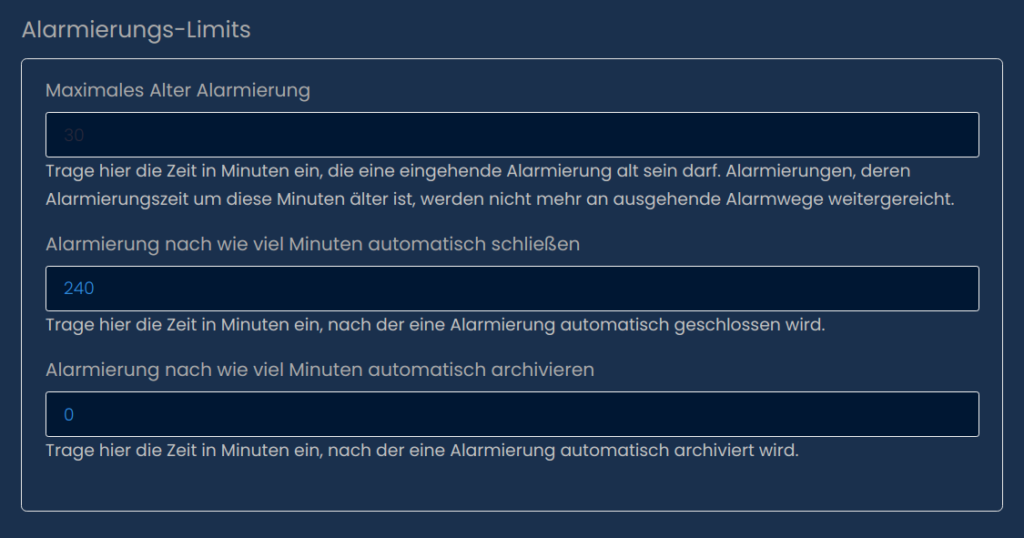 Alarmierungs-Limits
Maximales Alter Alarmierung
30
Trage hier die Zeit in Minuten ein, die eine eingehende Alarmierung alt sein darf. Alarmierungen, deren
Alarmierungszeit um diese Minuten älter ist, werden nicht mehr an ausgehende Alarmwege weitergereicht.
Alarmierung nach wie viel Minuten automatisch schließen
240
Trage hier die Zeit in Minuten ein, nach der eine Alarmierung automatisch geschlossen wird.
Alarmierung nach wie viel Minuten automatisch archivieren
0
Trage hier die Zeit in Minuten ein, nach der eine Alarmierung automatisch archiviert wird.